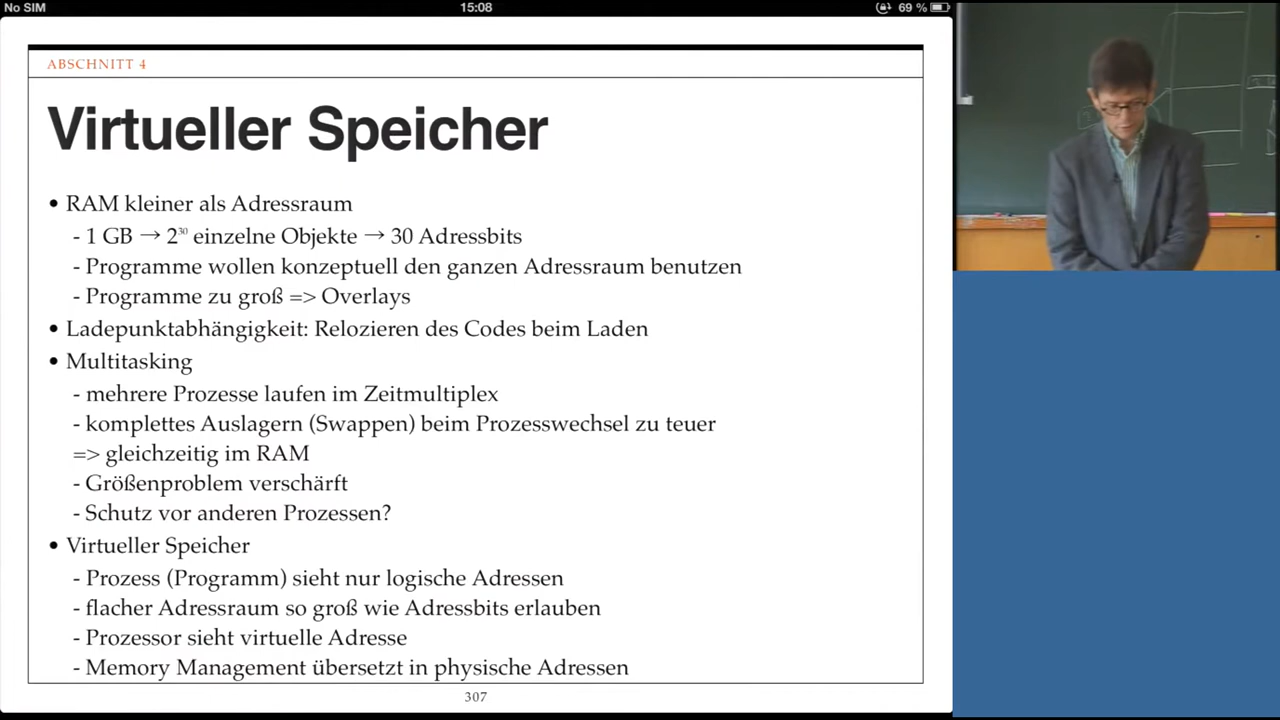 No SIM 15:08 69 %
ABSCHNITT 4
Virtueller Speicher
• RAM kleiner als Adressraum
- 1 GB → 2³⁰ einzelne Objekte → 30 Adressbits
- Programme wollen konzeptuell den ganzen Adressraum benutzen
- Programme zu groß => Overlays
• Ladepunktabhängigkeit: Relozieren des Codes beim Laden
• Multitasking
- mehrere Prozesse laufen im Zeitmultiplex
- komplettes Auslagern (Swappen) beim Prozesswechsel zu teuer
=> gleichzeitig im RAM
- Größenproblem verschärft
- Schutz vor anderen Prozessen?
• Virtueller Speicher
- Prozess (Programm) sieht nur logische Adressen
- flacher Adressraum so groß wie Adressbits erlauben
- Prozessor sieht virtuelle Adresse
- Memory Management übersetzt in physische Adressen
307